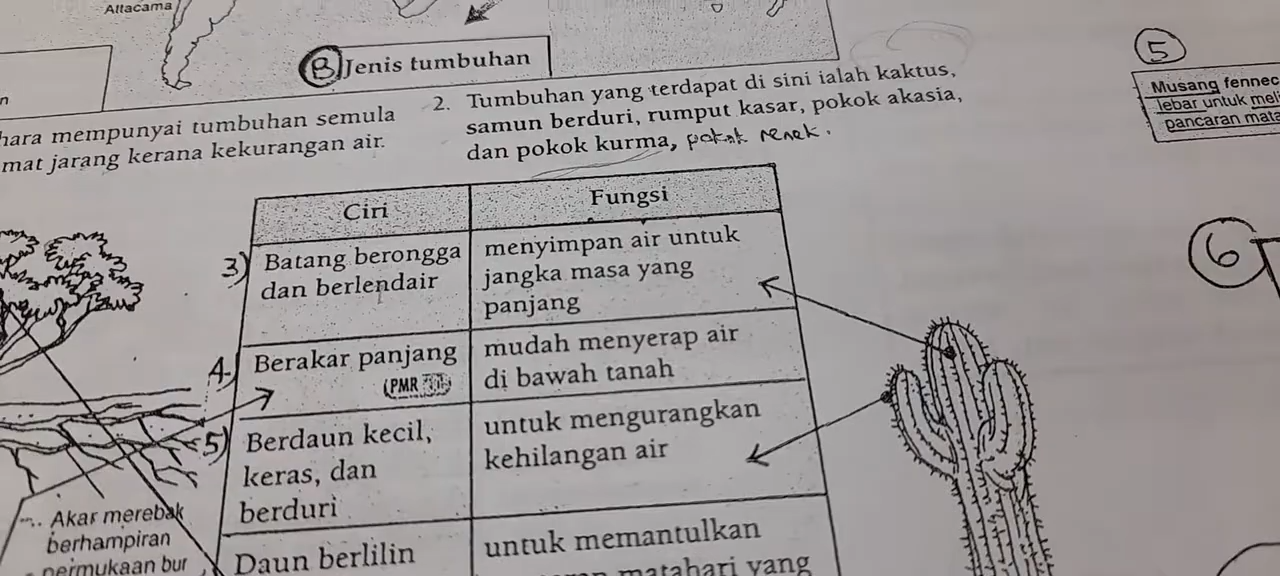 Attacama
B Jenis tumbuhan
hara mempunyai tumbuhan semula
mat jarang kerana kekurangan air.
2. Tumbuhan yang terdapat di sini ialah kaktus,
samun berduri, rumput kasar, pokok akasia,
dan pokok kurma, pokok renek.
5
Musang fennec
lebar untuk
pancaran mata
6
Ciri
Fungsi
3) Batang berongga
dan berlendair
menyimpan air untuk
jangka masa yang
panjang
4) Berakar panjang
(PMR
mudah menyerap air
di bawah tanah
5) Berdaun kecil,
keras, dan
berduri
untuk mengurangkan
kehilangan air
Daun berlilin
untuk memantulkan
matahari yang
Akar merebak
berhampiran
permukaan bur